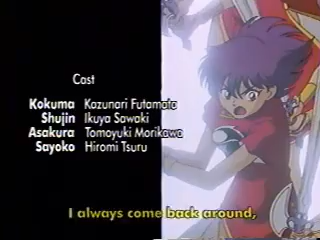 Cast
Kokuma Kazunari Futamata
Shujin Ikuya Sawaki
Asakura Tomoyuki Morikawa
Sayoko Hiromi Tsuru
I always come back around,